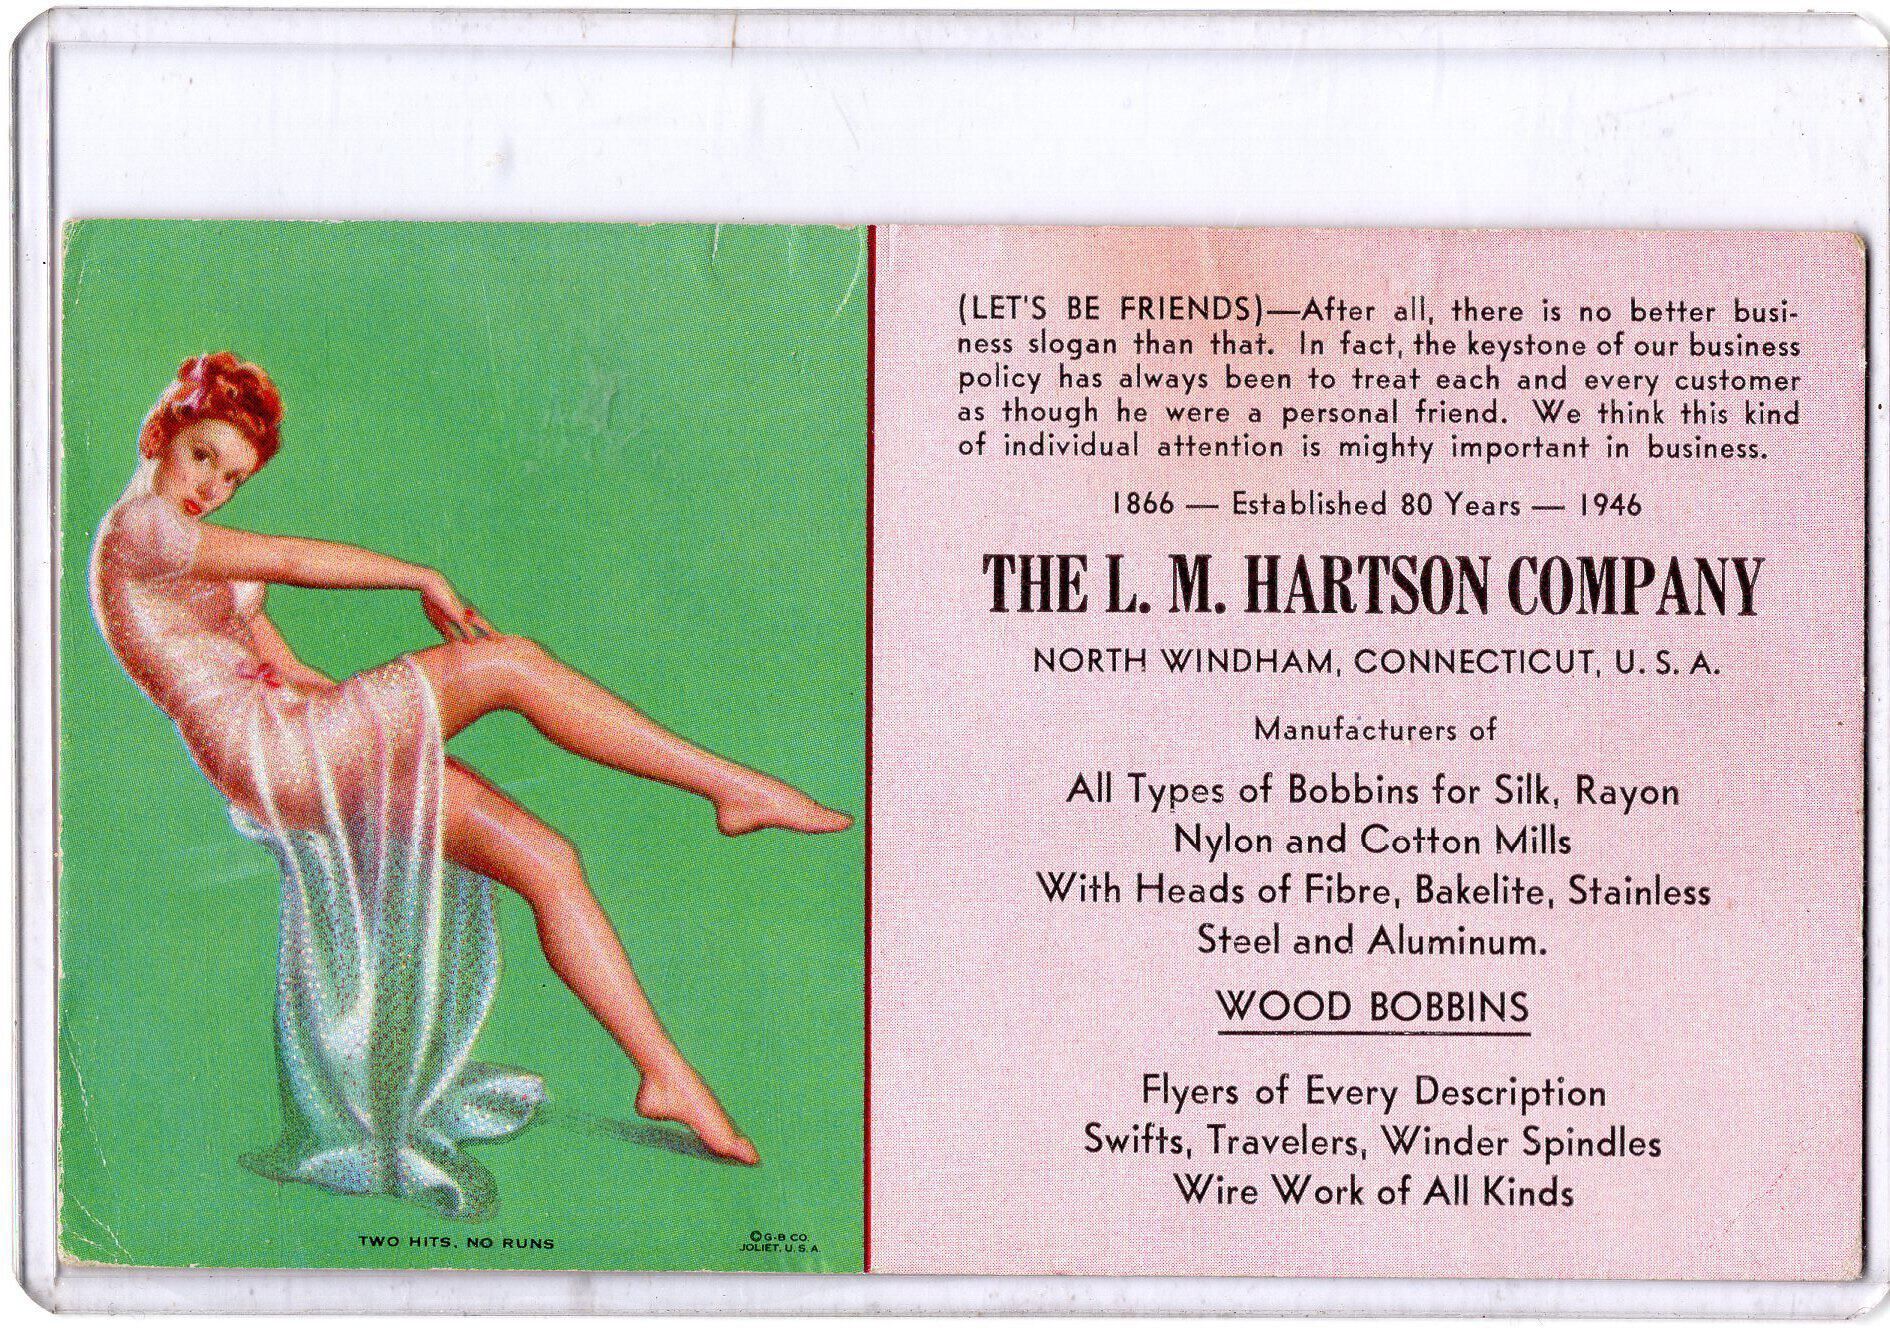 (LET'S BE FRIENDS)—After all, there is no better busi-
ness slogan than that. In fact, the keystone of our business
policy has always been to treat each and every customer
as though he were a personal friend. We think this kind
of individual attention is mighty important in business.
1866 — Established 80 Years — 1946
THE L. M. HARTSON COMPANY
NORTH WINDHAM, CONNECTICUT, U. S. A.
Manufacturers of
All Types of Bobbins for Silk, Rayon
Nylon and Cotton Mills
With Heads of Fibre, Bakelite, Stainless
Steel and Aluminum.
WOOD BOBBINS
Flyers of Every Description
Swifts, Travelers, Winder Spindles
Wire Work of All Kinds
TWO HITS, NO RUNS
©G-B CO.
JOLIET, U.S.A.